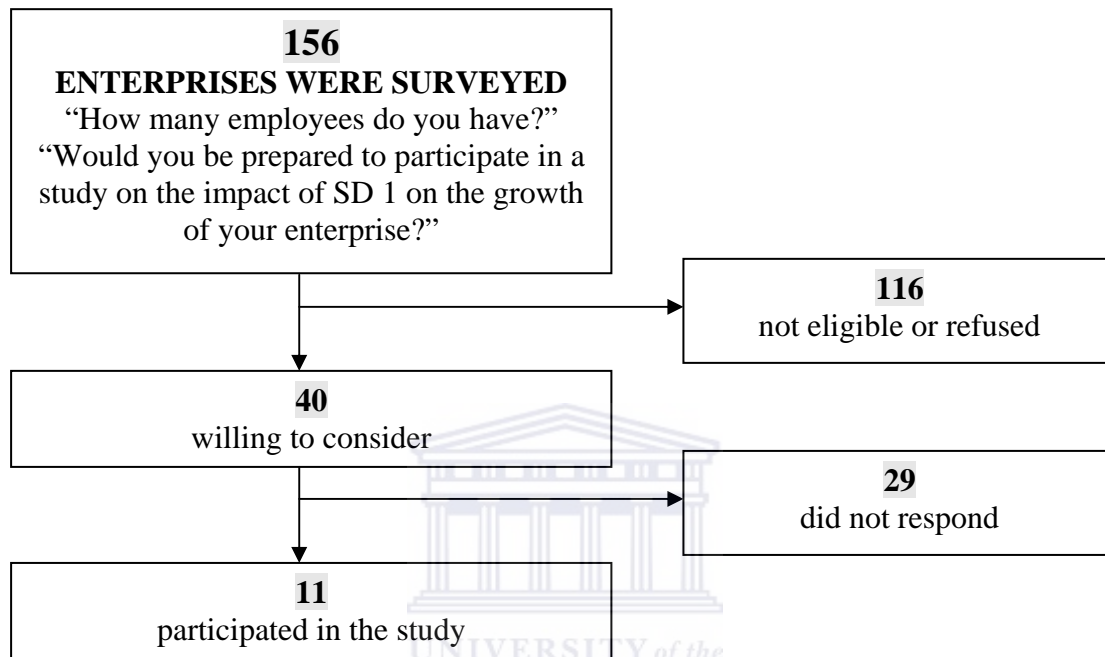 156
ENTERPRISES WERE SURVEYED
“How many employees do you have?”
“Would you be prepared to participate in a
study on the impact of SD 1 on the growth
of your enterprise?”
116
not eligible or refused
40
willing to consider
29
did not respond
11
participated in the study
UNIVERSITY of the